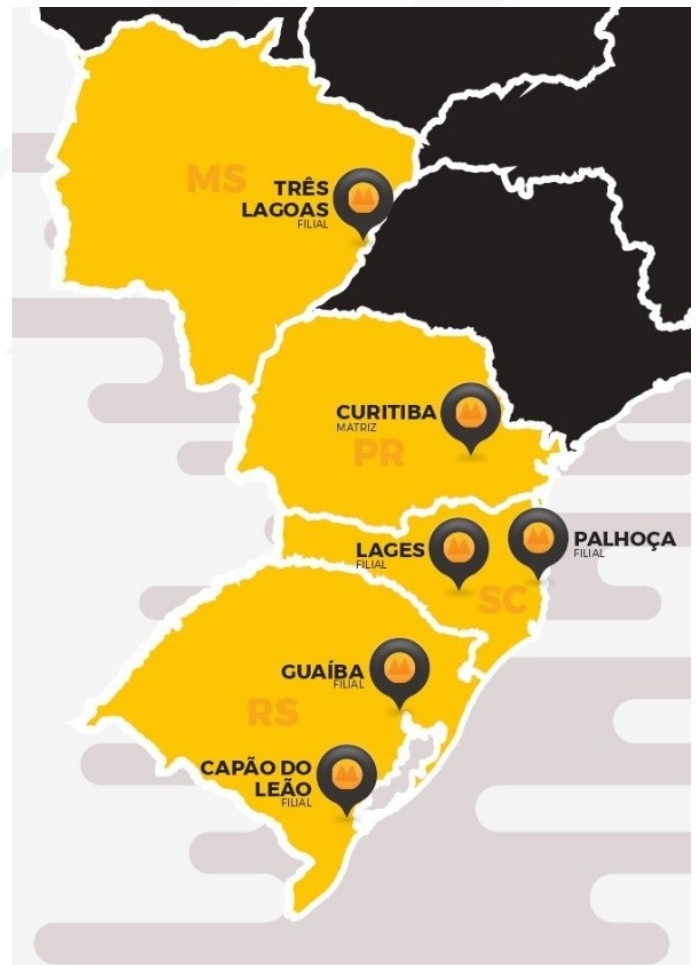 MS
TRÊS
LAGOAS
FILIAL
CURITIBA
MATRIZ
PR
LAGES
FILIAL
PALHOÇA
FILIAL
SC
GUAÍBA
FILIAL
RS
CAPÃO DO
LEÃO
FILIAL